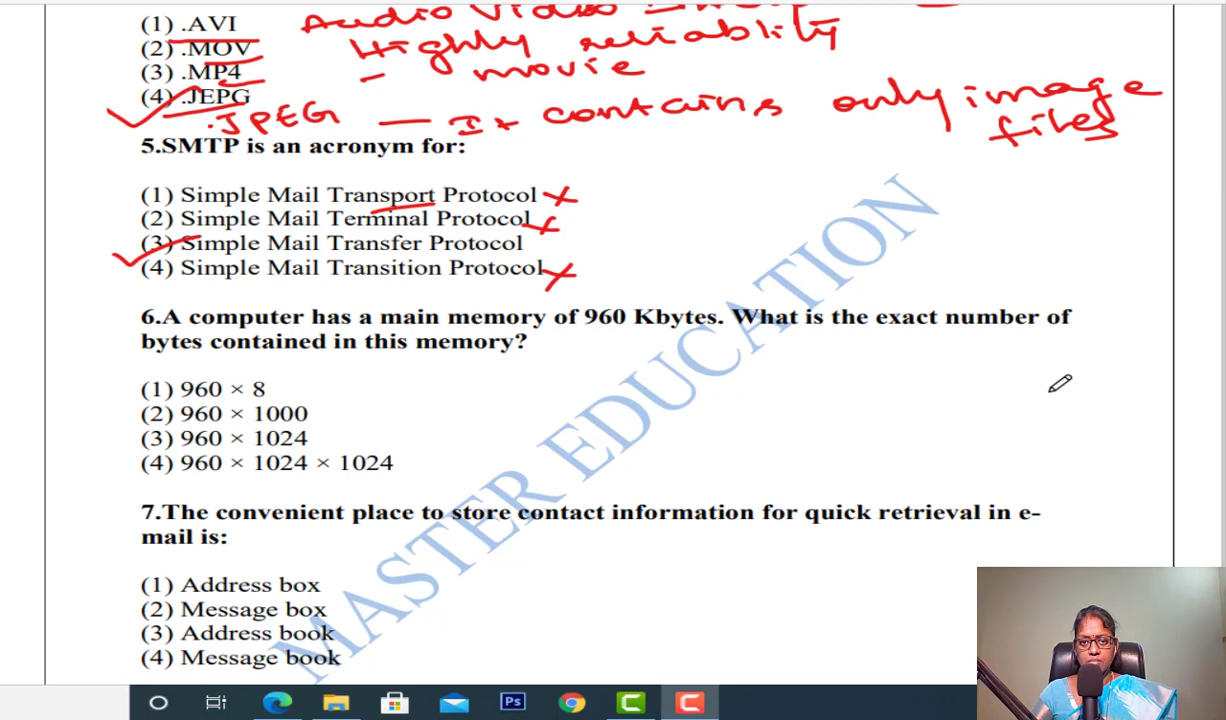 (1) .AVI Audio Video
(2) .MOV Highly reliability
(3) .MP4 - movie
(4) .JEPG
.JPEG — It contains only image files
5.SMTP is an acronym for:
(1) Simple Mail Transport Protocol
(2) Simple Mail Terminal Protocol
(3) Simple Mail Transfer Protocol
(4) Simple Mail Transition Protocol
6.A computer has a main memory of 960 Kbytes. What is the exact number of
bytes contained in this memory?
(1) 960 × 8
(2) 960 × 1000
(3) 960 × 1024
(4) 960 × 1024 × 1024
7.The convenient place to store contact information for quick retrieval in e-
mail is:
(1) Address box
(2) Message box
(3) Address book
(4) Message book
MASTER EDUCATION
Ps